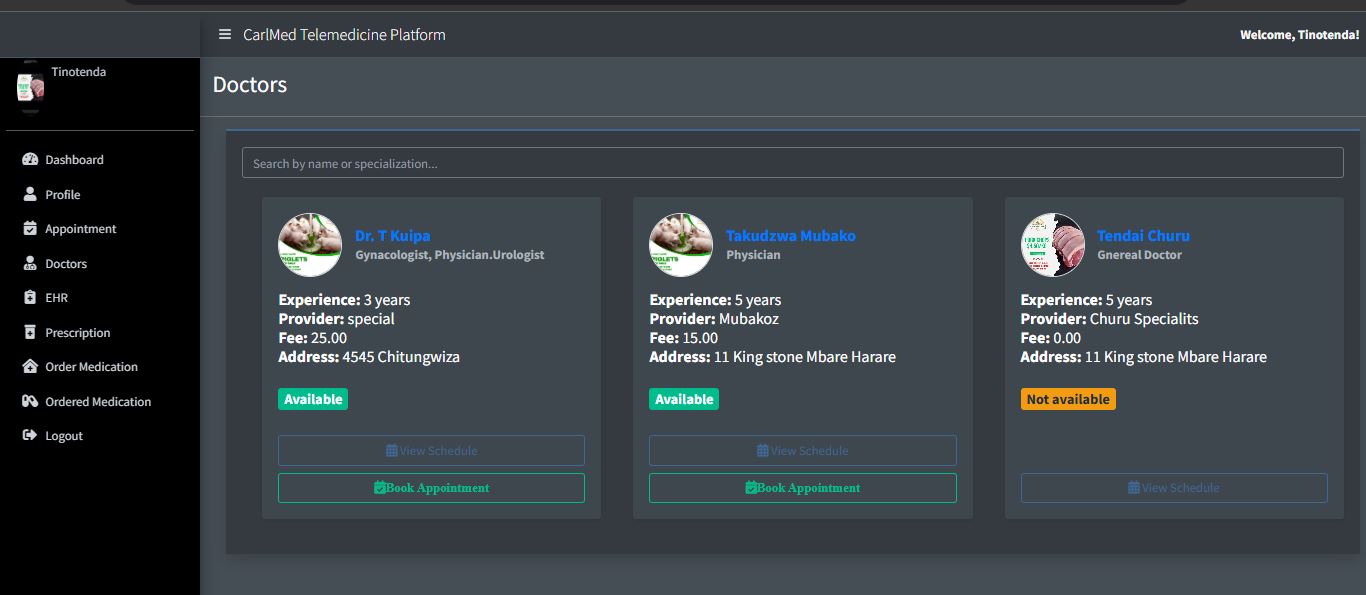 CarlMed Telemedicine Platform
Welcome, Tinotenda!
Tinotenda
Dashboard
Profile
Appointment
Doctors
EHR
Prescription
Order Medication
Ordered Medication
Logout
Doctors
Search by name or specialization...
Dr. T Kuipa
Gynacologist, Physician.Urologist
Experience: 3 years
Provider: special
Fee: 25.00
Address: 4545 Chitungwiza
Available
View Schedule
Book Appointment
Takudzwa Mubako
Physician
Experience: 5 years
Provider: Mubakoz
Fee: 15.00
Address: 11 King stone Mbare Harare
Available
View Schedule
Book Appointment
Tendai Churu
Gnereal Doctor
Experience: 5 years
Provider: Churu Specialits
Fee: 0.00
Address: 11 King stone Mbare Harare
Not available
View Schedule